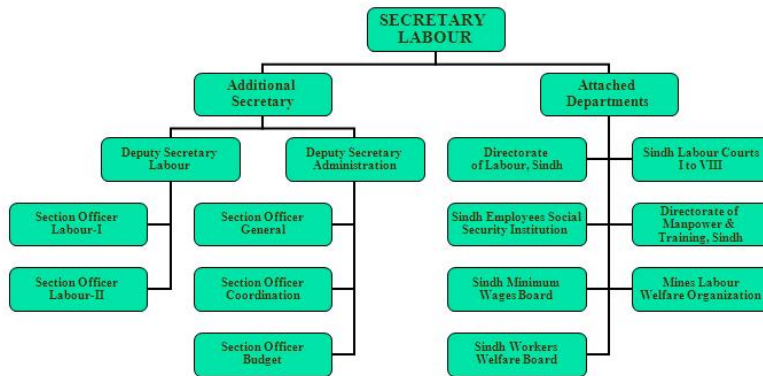 SECRETARY
LABOUR
Additional
Secretary
Attached
Departments
Deputy Secretary
Labour
Deputy Secretary
Administration
Directorate
of Labour, Sindh
Sindh Labour Courts
I to VIII
Section Officer
Labour-I
Section Officer
General
Sindh Employees Social
Security Institution
Directorate of
Manpower &
Training, Sindh
Section Officer
Labour-II
Section Officer
Coordination
Sindh Minimum
Wages Board
Mines Labour
Welfare Organization
Section Officer
Budget
Sindh Workers
Welfare Board